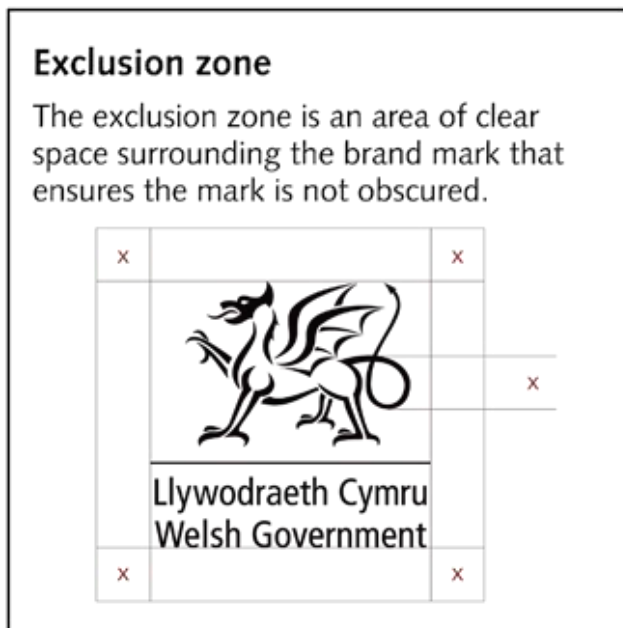 Exclusion zone
The exclusion zone is an area of clear
space surrounding the brand mark that
ensures the mark is not obscured.
x x
x
Llywodraeth Cymru
Welsh Government
x x